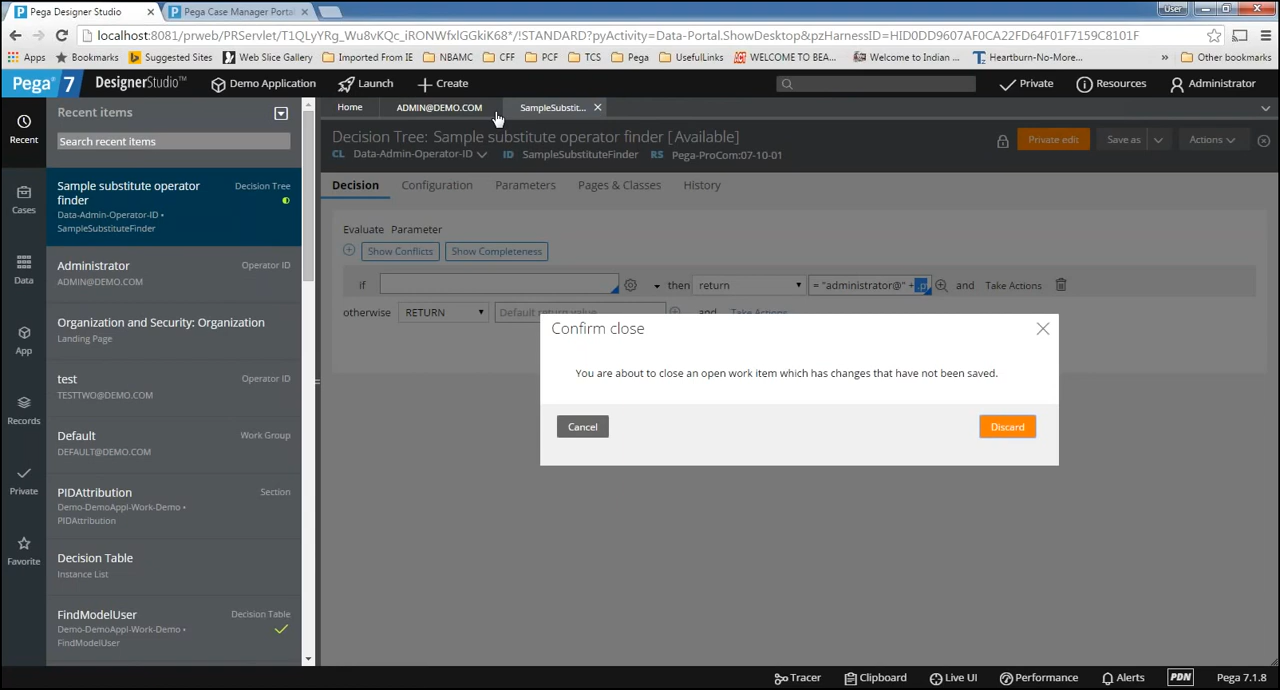 Pega Designer Studio
Pega Case Manager Portal
User
localhost:8081/prweb/PRServlet/T1QLyYRg_Wu8vKQc_iRONWfxlGGkiK68*/!STANDARD?pyActivity=Data-Portal.ShowDesktop&pzHarnessID=HID0DD9607AF0CA22FD64F01F7159C8101F
Apps Bookmarks Suggested Sites Web Slice Gallery Imported From IE NBAMC CFF PCF TCS Pega UsefulLinks WELCOME TO BEA... Welcome to Indian ... Heartburn-No-More... » Other bookmarks
Pega 7 DesignerStudio™ Demo Application Launch Create Private Resources Administrator
Recent items
Search recent items
Recent
Cases
Data
App
Records
Private
Favorite
Sample substitute operator finder Decision Tree
Data-Admin-Operator-ID •
SampleSubstituteFinder
Administrator Operator ID
ADMIN@DEMO.COM
Organization and Security: Organization
Landing Page
test Operator ID
TESTTWO@DEMO.COM
Default Work Group
DEFAULT@DEMO.COM
PIDAttribution Section
Demo-DemoAppl-Work-Demo •
PIDAttribution
Decision Table
Instance List
FindModelUser Decision Table
Demo-DemoAppl-Work-Demo •
FindModelUser
Home ADMIN@DEMO.COM SampleSubstit...
Decision Tree: Sample substitute operator finder [Available]
CL Data-Admin-Operator-ID ID SampleSubstituteFinder RS Pega-ProCom:07-10-01
Private edit Save as Actions
Decision Configuration Parameters Pages & Classes History
Evaluate Parameter
Show Conflicts Show Completeness
if then return = "administrator@" + .p and Take Actions
otherwise RETURN Default return value and Take Actions
Confirm close
You are about to close an open work item which has changes that have not been saved.
Cancel Discard
Tracer Clipboard Live UI Performance Alerts PDN Pega 7.1.8